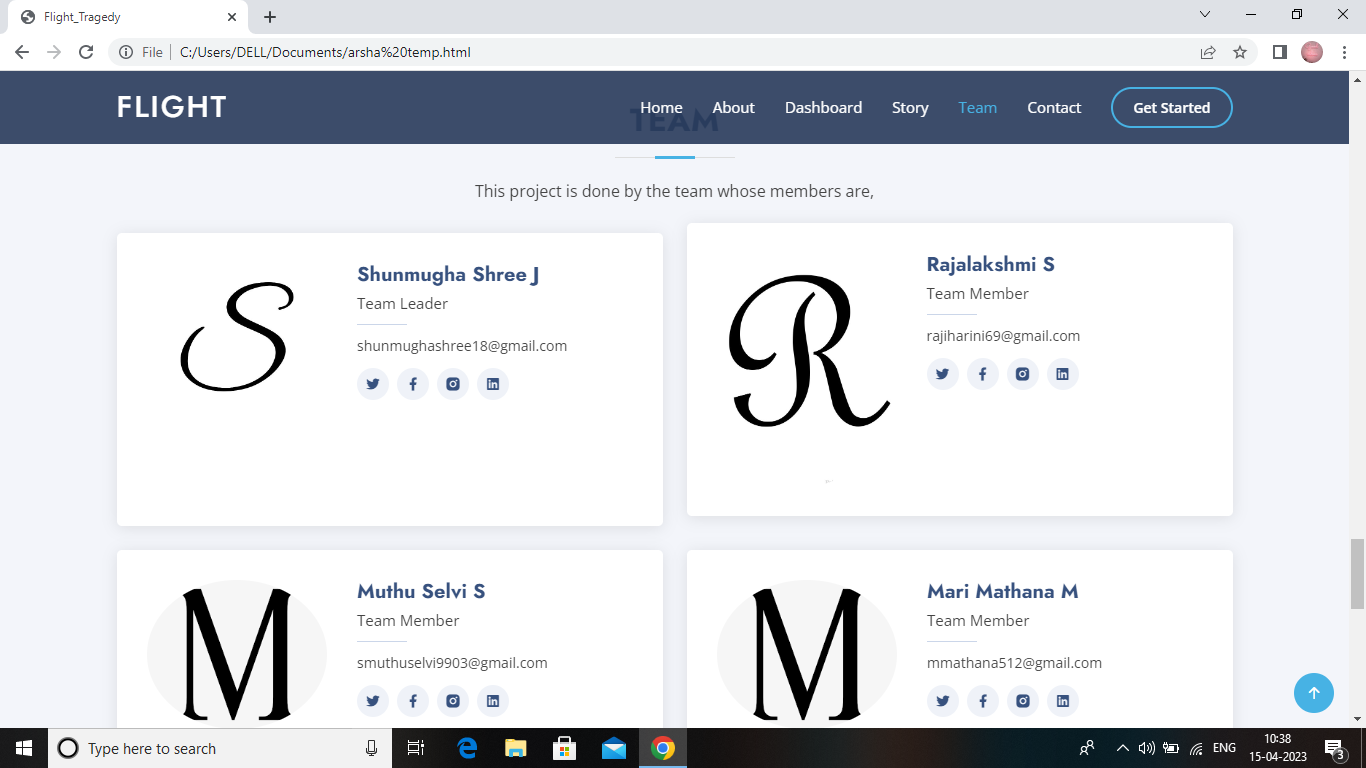 Flight_Tragedy
File C:/Users/DELL/Documents/arsha%20temp.html
FLIGHT Home About Dashboard Story Team Contact Get Started
TEAM
This project is done by the team whose members are,
S
Shunmugha Shree J
Team Leader
shunmughashree18@gmail.com
R
Rajalakshmi S
Team Member
rajiharini69@gmail.com
M
Muthu Selvi S
Team Member
smuthuselvi9903@gmail.com
M
Mari Mathana M
Team Member
mmathana512@gmail.com
Type here to search
ENG
10:38
15-04-2023
3